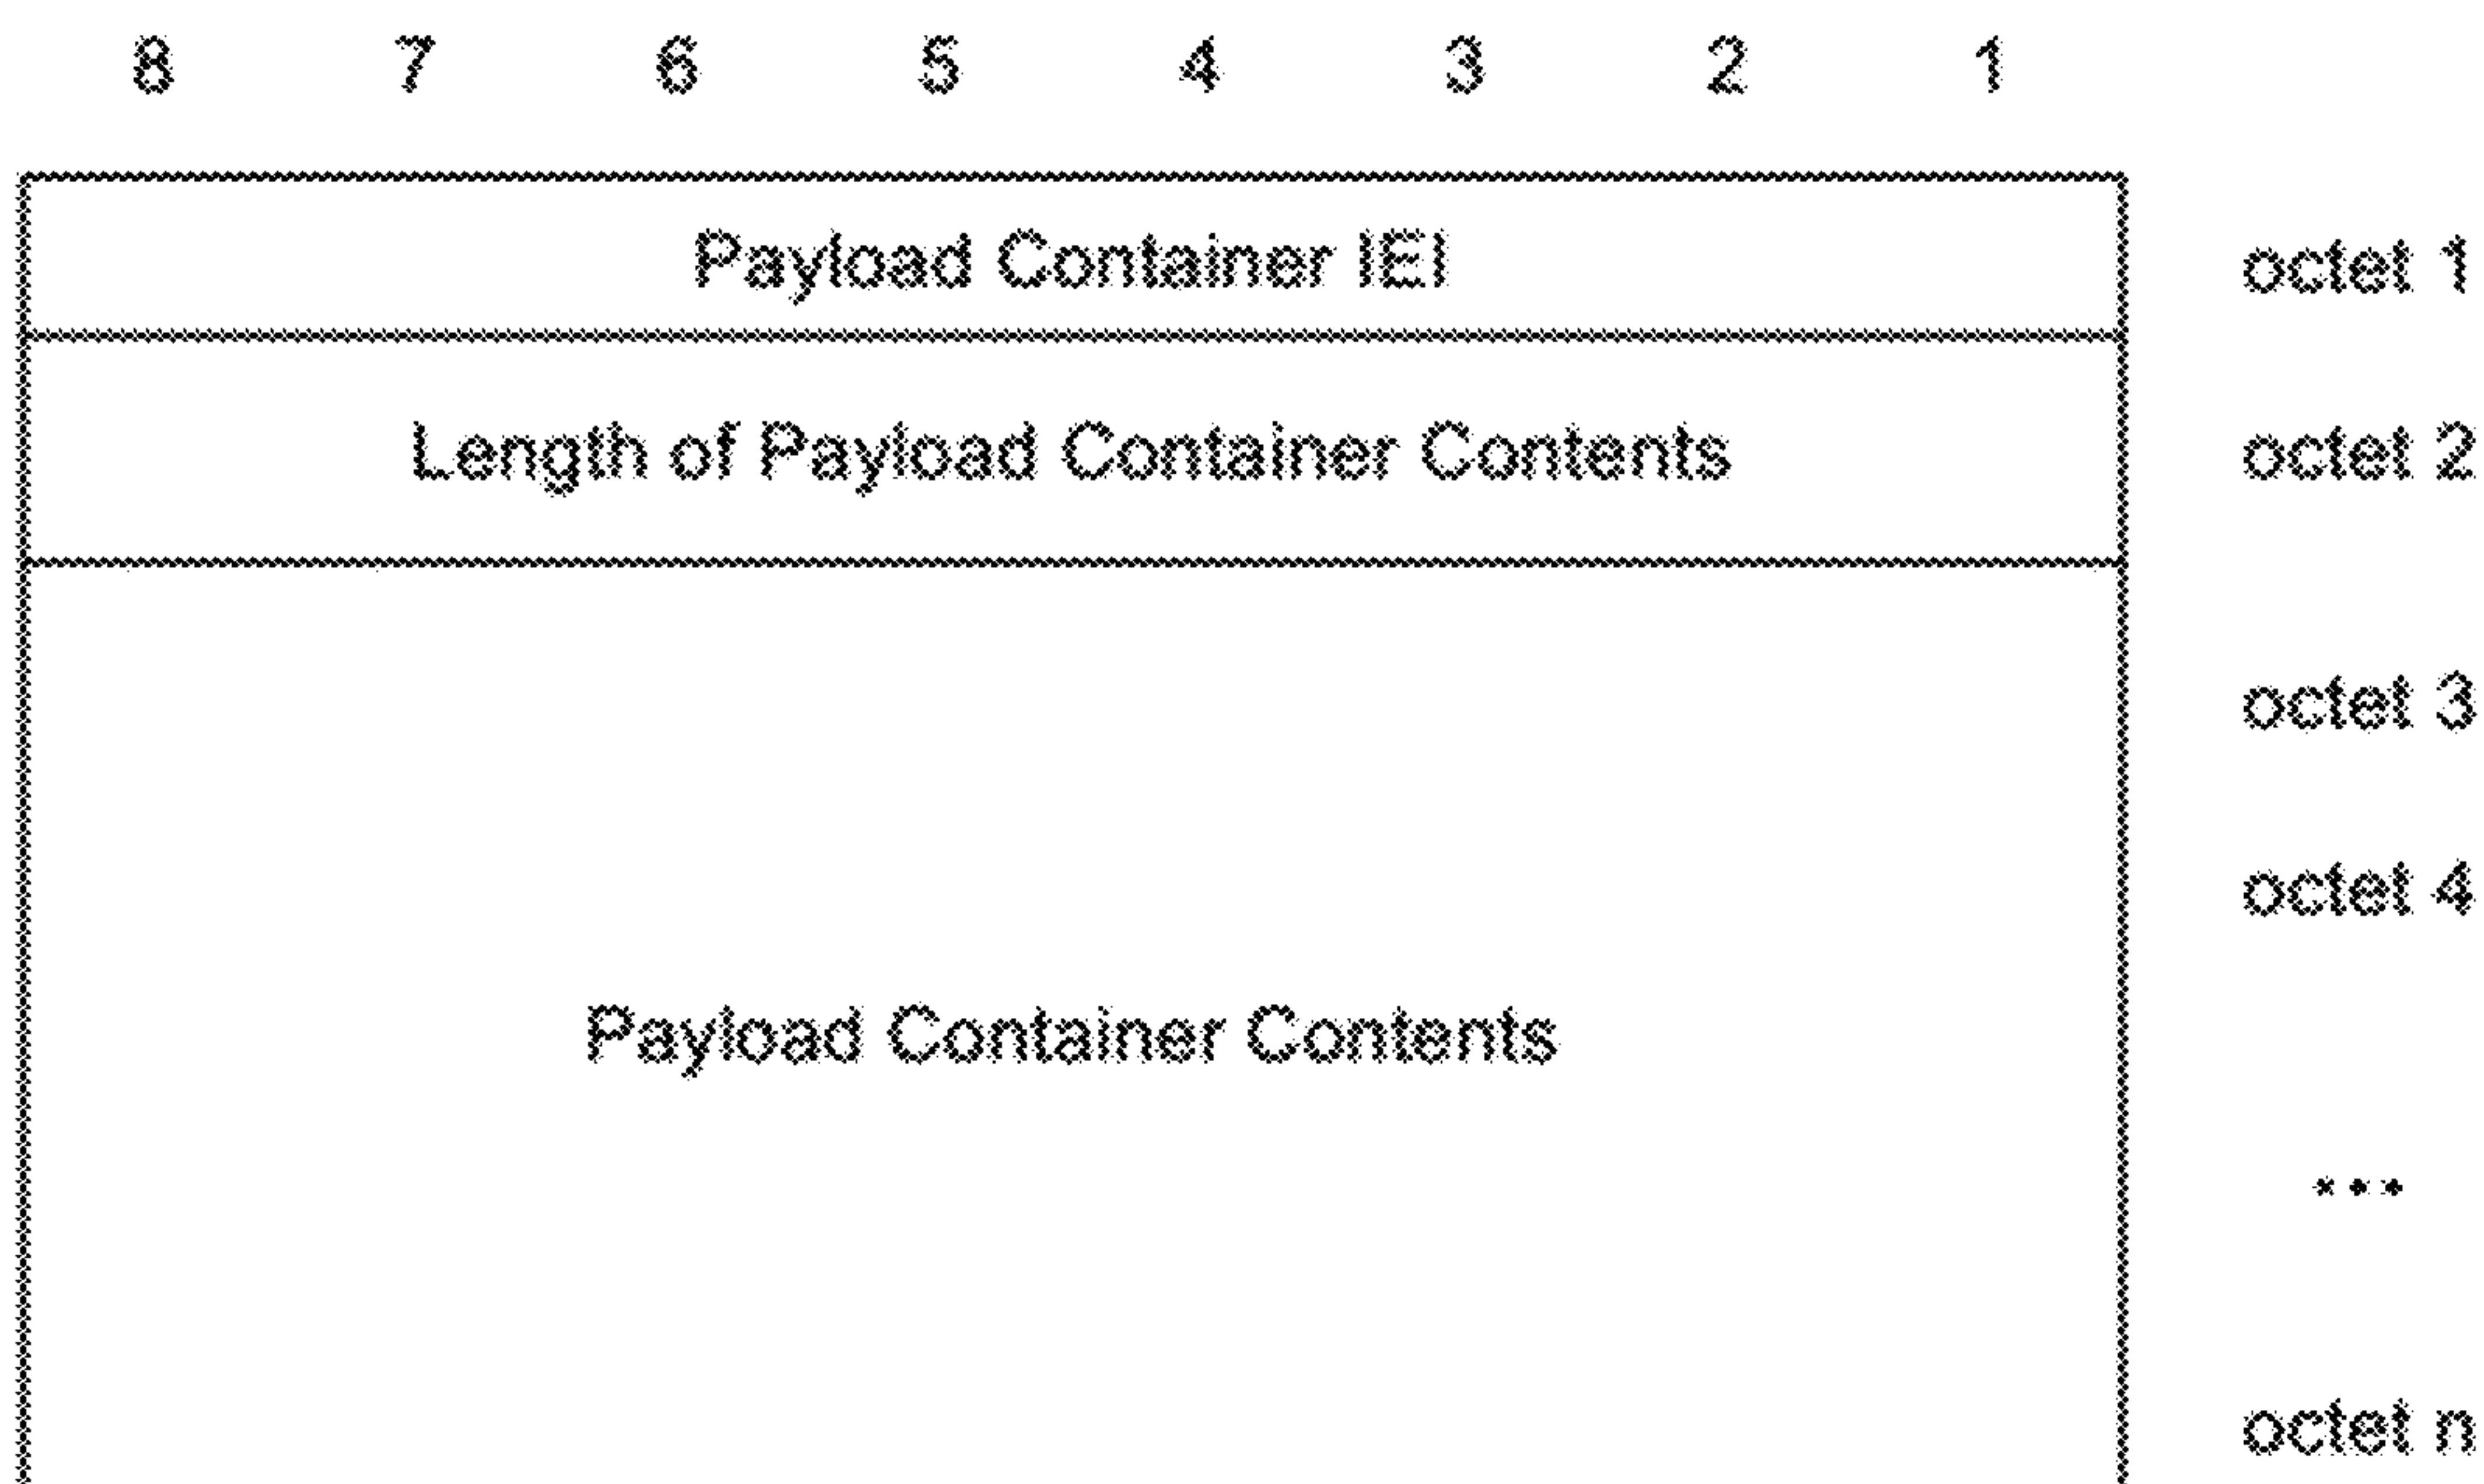 8 7 6 5 4 3 2 1
Payload Container IEI octet 1
Length of Payload Container Contents octet 2
octet 3
octet 4
Payload Container Contents
...
octet n